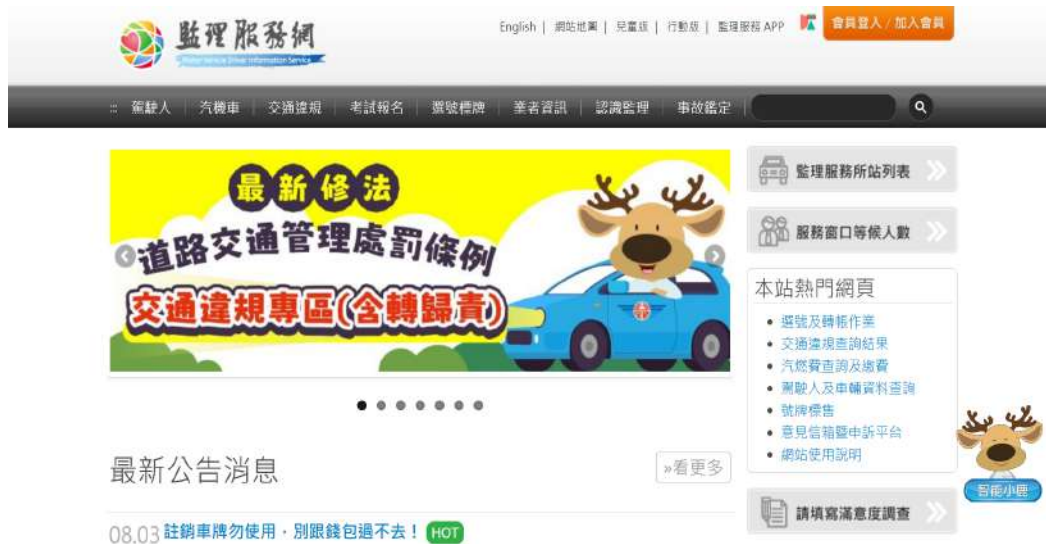 監理服務網
Motor Vehicle Driver Information Service
English | 網站地圖 | 兒童版 | 行動版 | 監理服務 APP
會員登入 / 加入會員
::: 駕駛人 | 汽機車 | 交通違規 | 考試報名 | 選號標牌 | 業者資訊 | 認識監理 | 事故鑑定
最新修法
道路交通管理處罰條例
交通違規專區(含轉歸責)
監理服務所站列表
服務窗口等候人數
本站熱門網頁
選號及轉帳作業
交通違規查詢結果
汽燃費查詢及繳費
駕駛人及車輛資料查詢
號牌標售
意見信箱暨申訴平台
網站使用說明
智能小鹿
請填寫滿意度調查
最新公告消息
»看更多
08.03 註銷車牌勿使用，別跟錢包過不去！ HOT